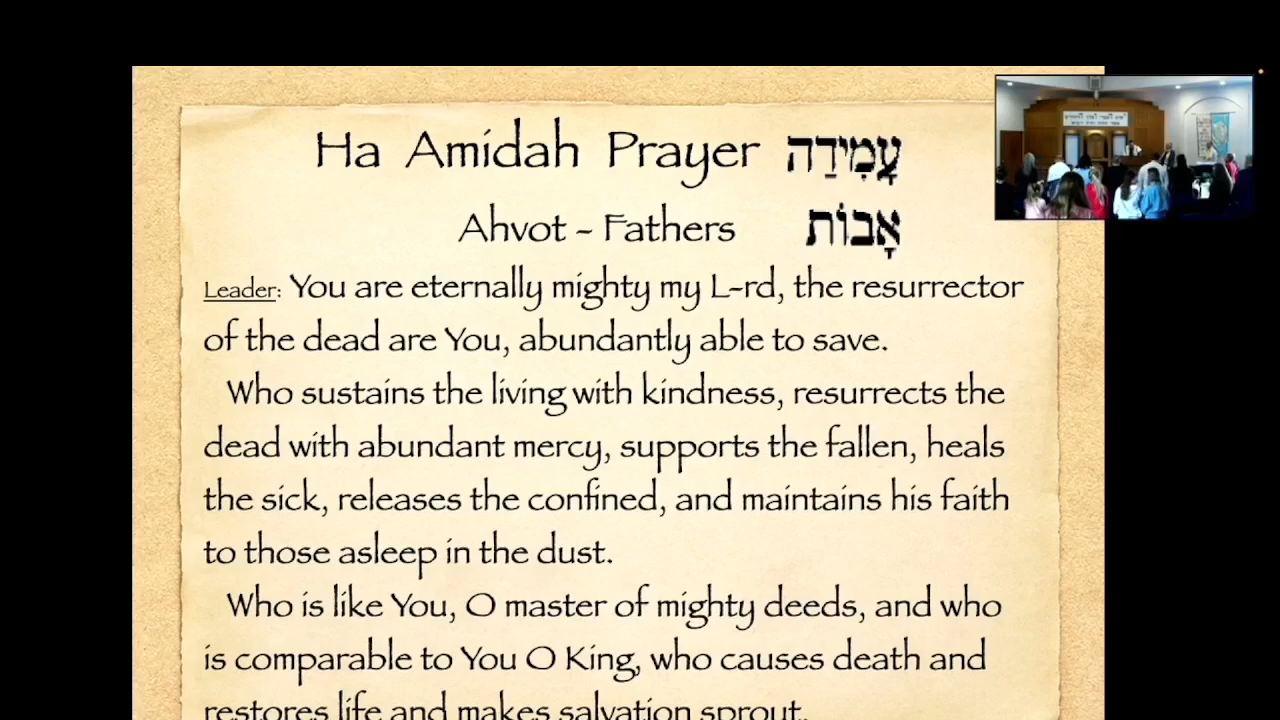 Ha Amidah Prayer עֲמִידַה
Ahvot - Fathers אָבוֹת
Leader: You are eternally mighty my L-rd, the resurrector
of the dead are You, abundantly able to save.
Who sustains the living with kindness, resurrects the
dead with abundant mercy, supports the fallen, heals
the sick, releases the confined, and maintains his faith
to those asleep in the dust.
Who is like You, O master of mighty deeds, and who
is comparable to You O King, who causes death and
restores life and makes salvation sprout.